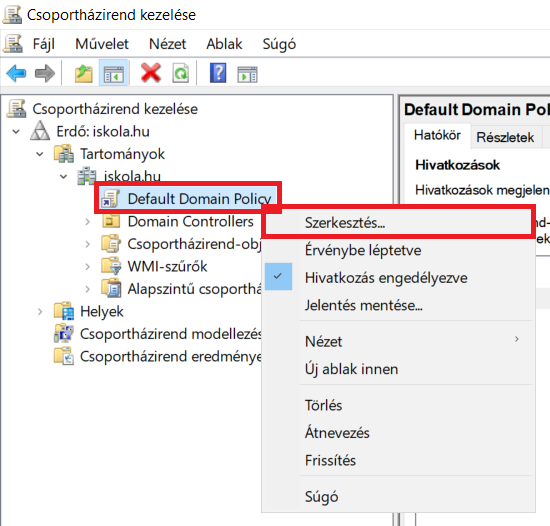 Csoportházirend kezelése
Fájl Művelet Nézet Ablak Súgó
Csoportházirend kezelése
Erdő: iskola.hu
Tartományok
iskola.hu
Default Domain Policy
Domain Controllers
Csoportházirend-obj
WMI-szűrők
Alapszintű csoporthá
Helyek
Csoportházirend modellezés
Csoportházirend eredménye
Default Domain Pol
Hatókör Részletek
Hivatkozások
Hivatkozások megjelen
Szerkesztés...
Érvénybe léptetve
Hivatkozás engedélyezve
Jelentés mentése...
Nézet
Új ablak innen
Törlés
Átnevezés
Frissítés
Súgó